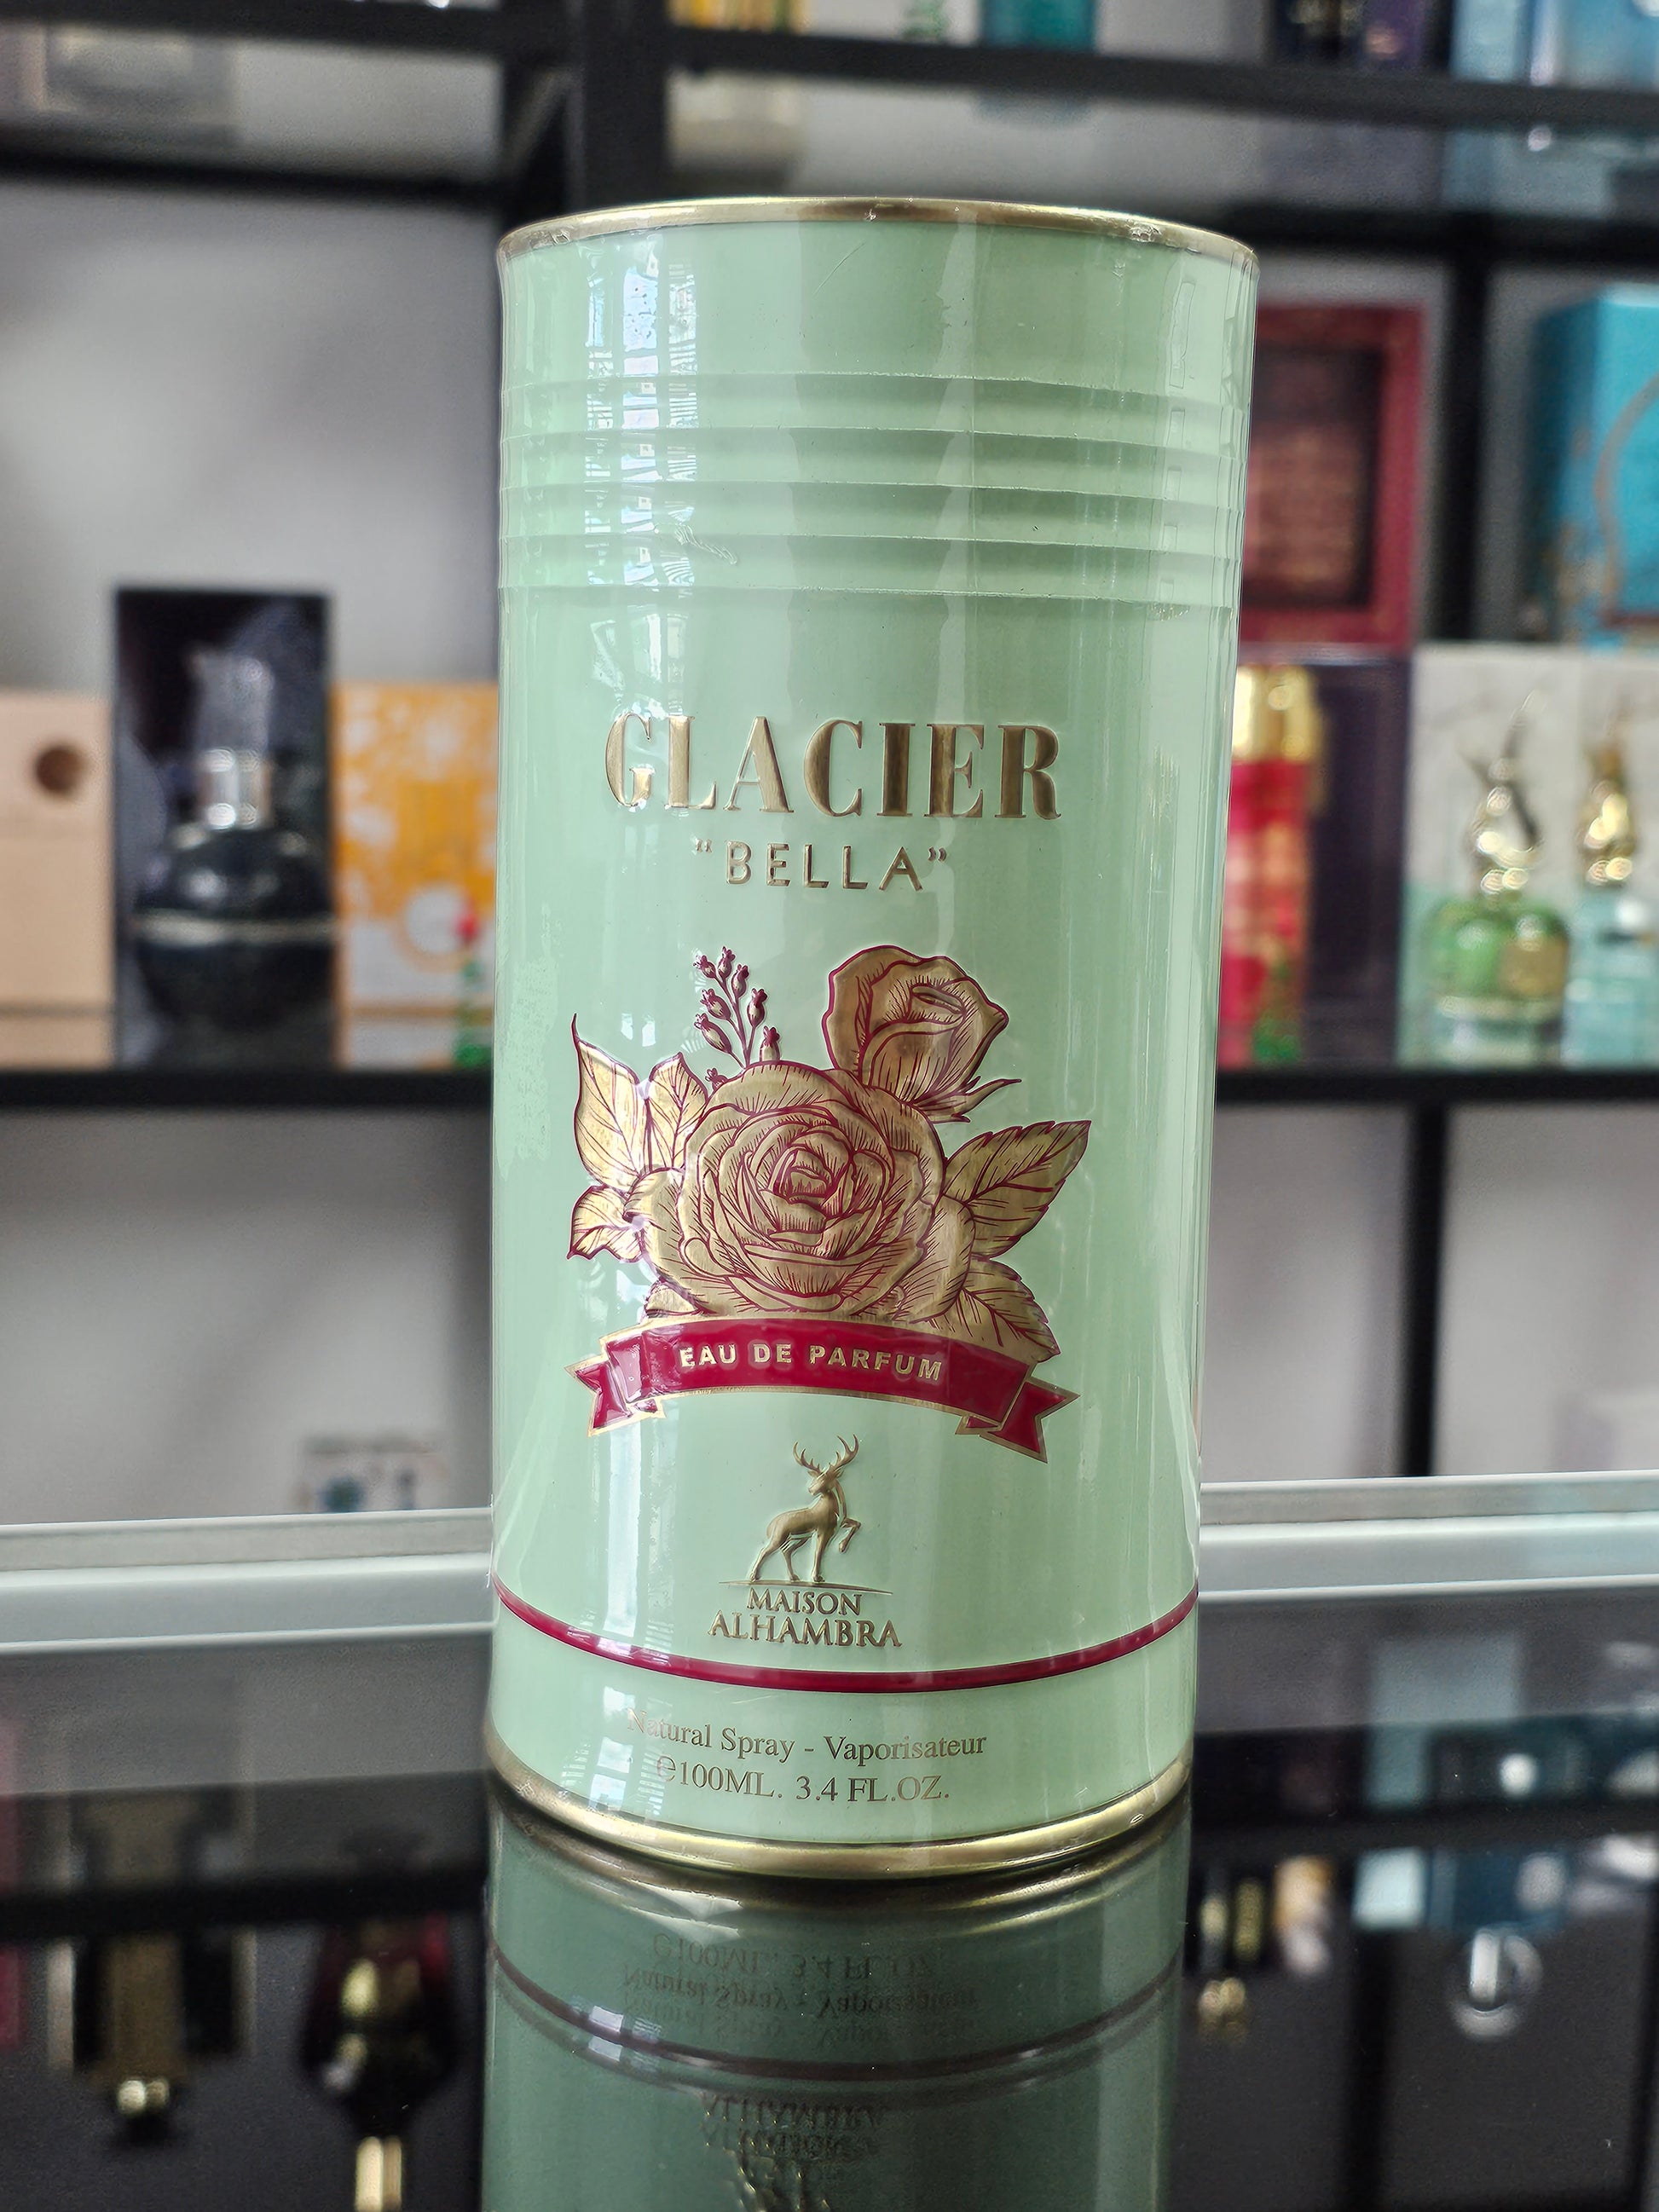 GLACIER
"BELLA"
EAU DE PARFUM
MAISON
ALHAMBRA
Natural Spray - Vaporisateur
℮100ML. 3.4 FL.OZ.